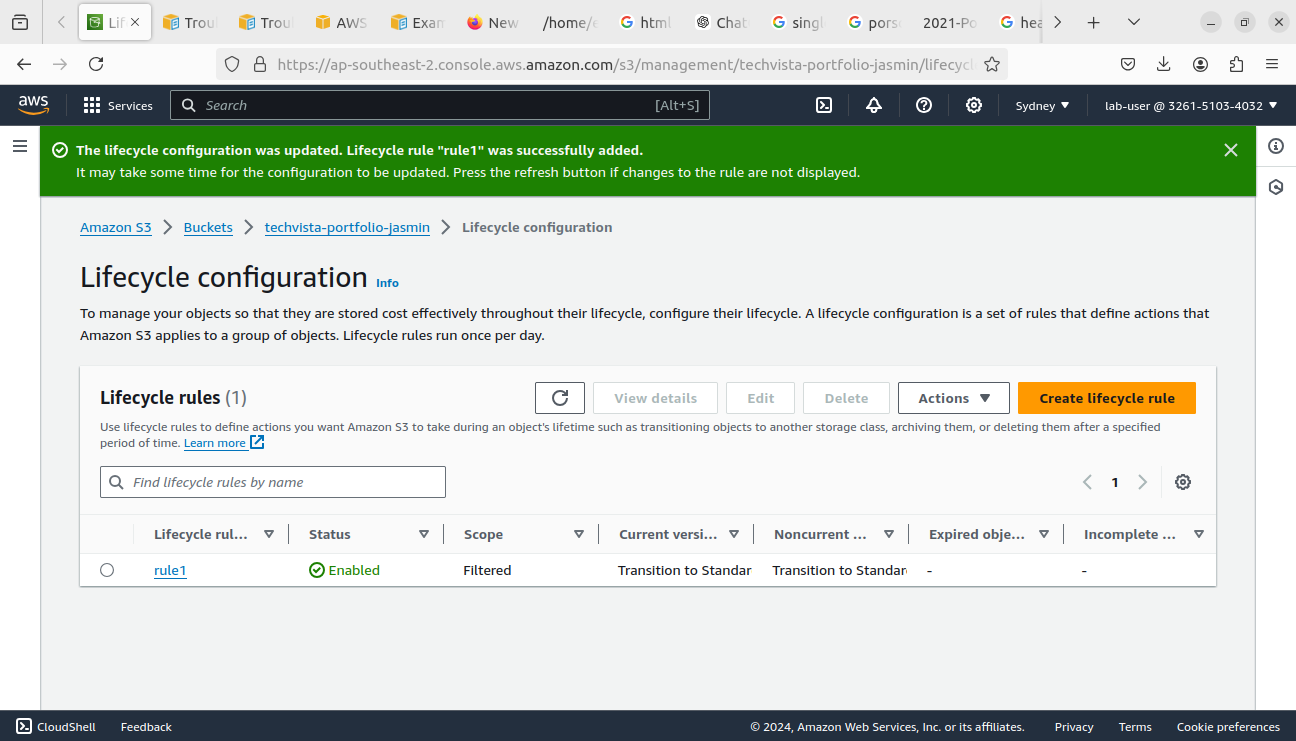 Lif
Trou
Trou
AWS
Exam
New
/home/e
html
Chat
singl
pors
2021-Po
hea
https://ap-southeast-2.console.aws.amazon.com/s3/management/techvista-portfolio-jasmin/lifecycl
aws
Services
Search
[Alt+S]
Sydney
lab-user @ 3261-5103-4032
The lifecycle configuration was updated. Lifecycle rule "rule1" was successfully added.
It may take some time for the configuration to be updated. Press the refresh button if changes to the rule are not displayed.
Amazon S3
Buckets
techvista-portfolio-jasmin
Lifecycle configuration
Lifecycle configuration Info
To manage your objects so that they are stored cost effectively throughout their lifecycle, configure their lifecycle. A lifecycle configuration is a set of rules that define actions that
Amazon S3 applies to a group of objects. Lifecycle rules run once per day.
Lifecycle rules (1)
View details
Edit
Delete
Actions
Create lifecycle rule
Use lifecycle rules to define actions you want Amazon S3 to take during an object's lifetime such as transitioning objects to another storage class, archiving them, or deleting them after a specified
period of time. Learn more
Find lifecycle rules by name
1
Lifecycle rul...
Status
Scope
Current versi...
Noncurrent ...
Expired obje...
Incomplete ...
rule1
Enabled
Filtered
Transition to Standar
Transition to Standar
-
-
CloudShell
Feedback
© 2024, Amazon Web Services, Inc. or its affiliates.
Privacy
Terms
Cookie preferences